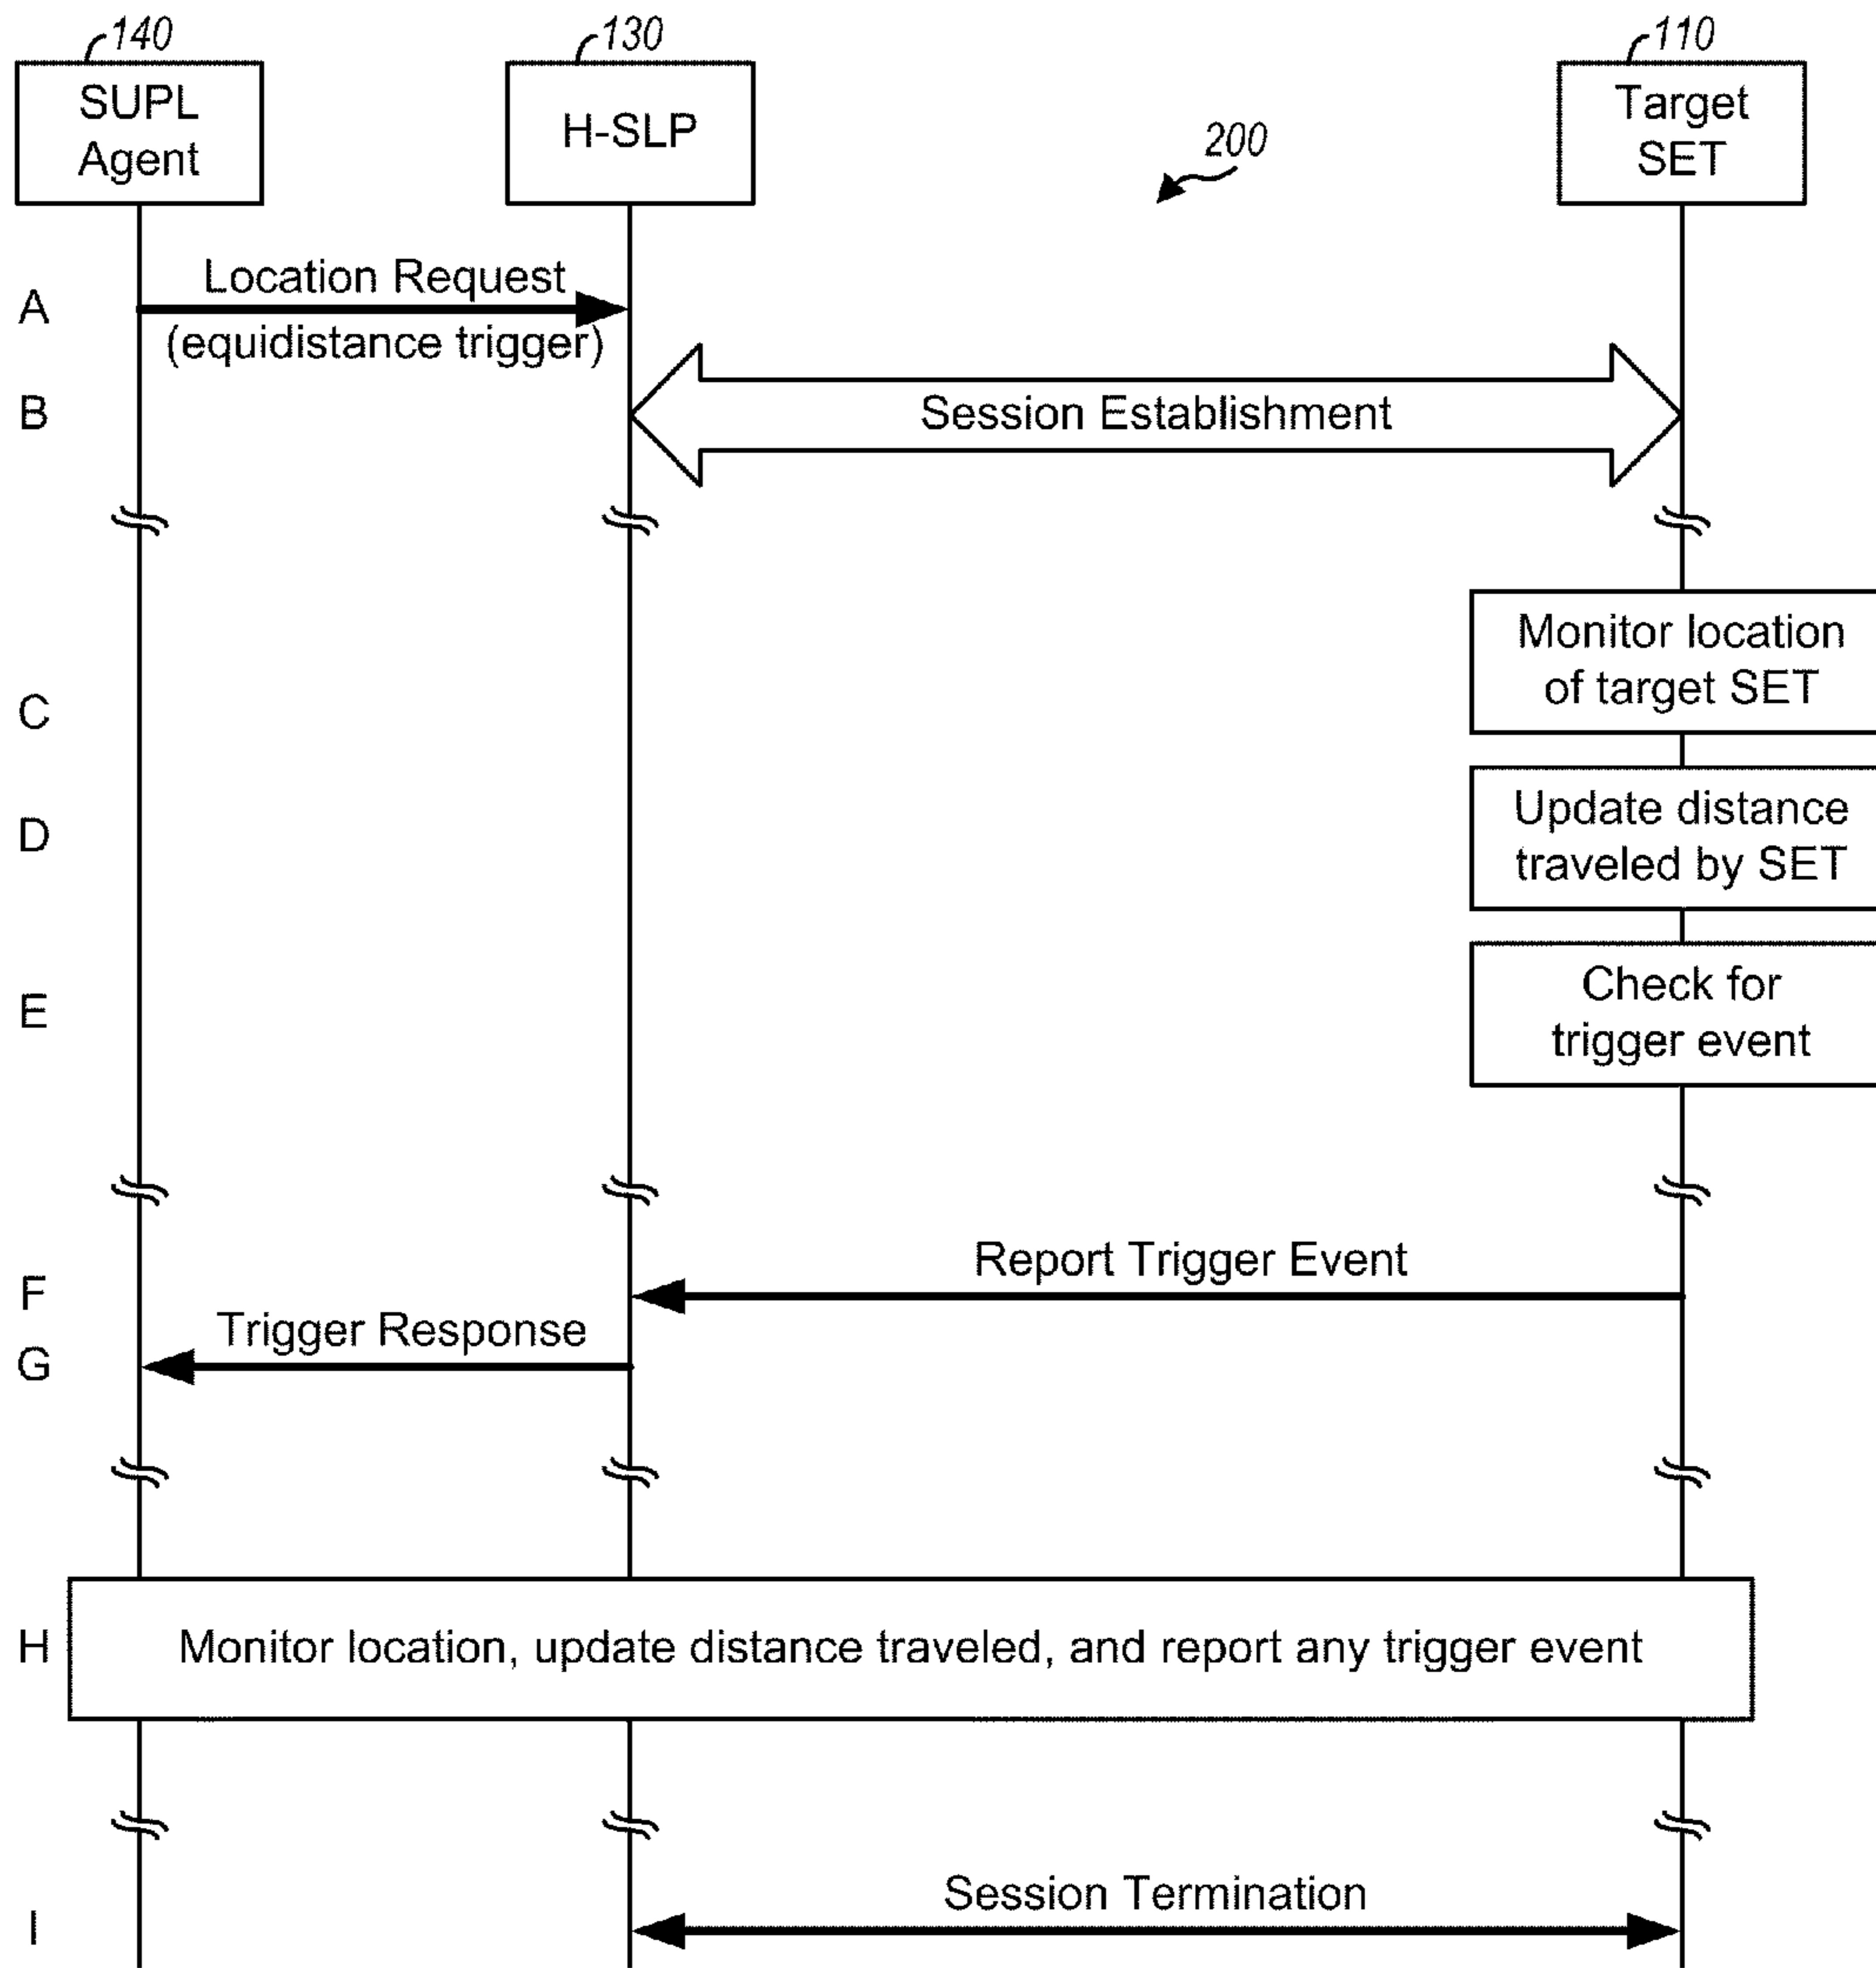 140
130
110
SUPL
Agent
H-SLP
Target
SET
200
A
Location Request
(equidistance trigger)
B
Session Establishment
Monitor location
of target SET
C
Update distance
traveled by SET
D
Check for
trigger event
E
Report Trigger Event
F
Trigger Response
G
H
Monitor location, update distance traveled, and report any trigger event
Session Termination
I